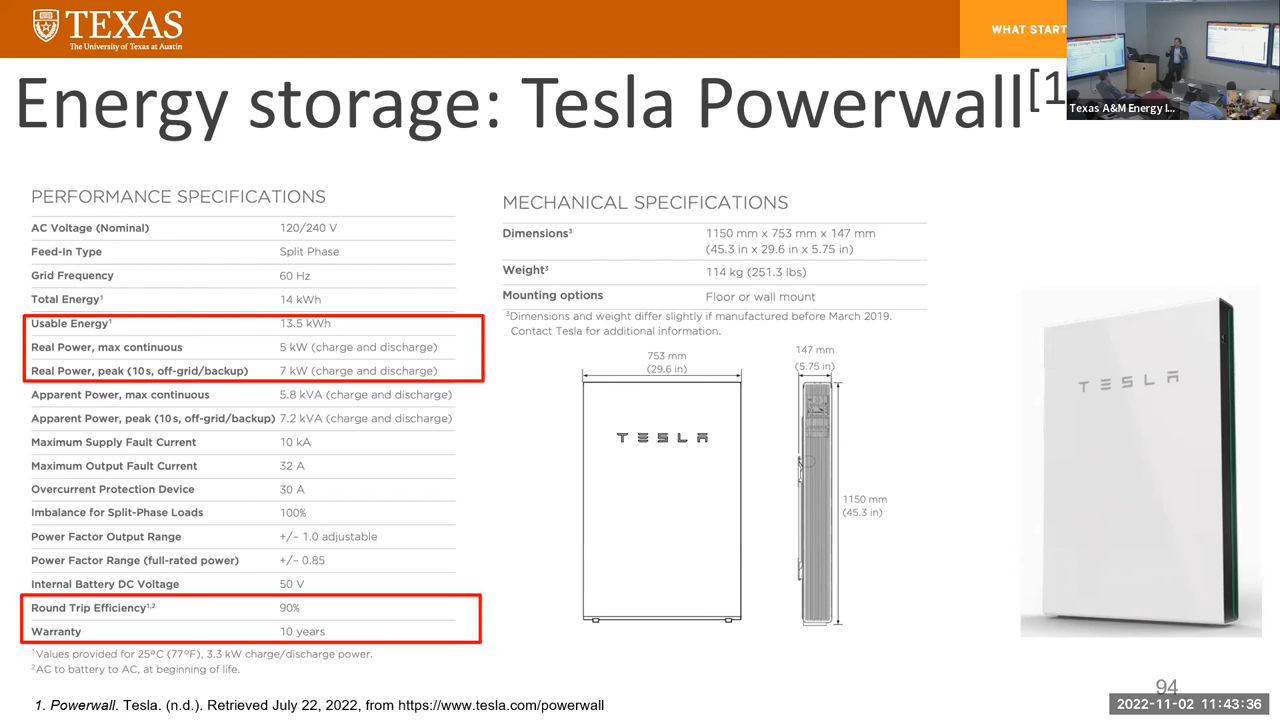 TEXAS
The University of Texas at Austin
WHAT START
Texas A&M Energy I...
Energy storage: Tesla Powerwall[1
PERFORMANCE SPECIFICATIONS
AC Voltage (Nominal) 120/240 V
Feed-In Type Split Phase
Grid Frequency 60 Hz
Total Energy¹ 14 kWh
Usable Energy¹ 13.5 kWh
Real Power, max continuous 5 kW (charge and discharge)
Real Power, peak (10 s, off-grid/backup) 7 kW (charge and discharge)
Apparent Power, max continuous 5.8 kVA (charge and discharge)
Apparent Power, peak (10 s, off-grid/backup) 7.2 kVA (charge and discharge)
Maximum Supply Fault Current 10 kA
Maximum Output Fault Current 32 A
Overcurrent Protection Device 30 A
Imbalance for Split-Phase Loads 100%
Power Factor Output Range +/– 1.0 adjustable
Power Factor Range (full-rated power) +/– 0.85
Internal Battery DC Voltage 50 V
Round Trip Efficiency¹,² 90%
Warranty 10 years
¹Values provided for 25°C (77°F), 3.3 kW charge/discharge power.
²AC to battery to AC, at beginning of life.
MECHANICAL SPECIFICATIONS
Dimensions³ 1150 mm x 753 mm x 147 mm
(45.3 in x 29.6 in x 5.75 in)
Weight³ 114 kg (251.3 lbs)
Mounting options Floor or wall mount
³Dimensions and weight differ slightly if manufactured before March 2019.
Contact Tesla for additional information.
753 mm
(29.6 in)
147 mm
(5.75 in)
TESLA
1150 mm
(45.3 in)
TESLA
1. Powerwall. Tesla. (n.d.). Retrieved July 22, 2022, from https://www.tesla.com/powerwall
94
2022-11-02 11:43:36